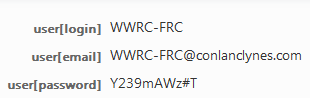 user[login] WWRC-FRC
user[email] WWRC-FRC@conlanclynes.com
user[password] Y239mAWz#T